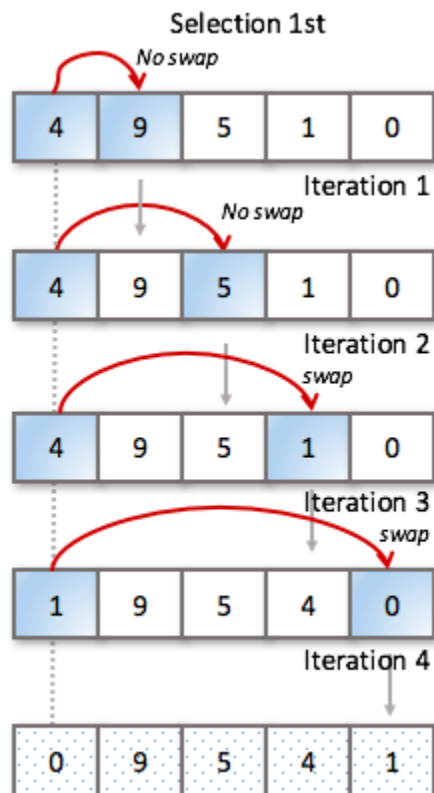 Selection 1st
No swap
4 9 5 1 0
Iteration 1
No swap
4 9 5 1 0
Iteration 2
swap
4 9 5 1 0
Iteration 3
swap
1 9 5 4 0
Iteration 4
0 9 5 4 1